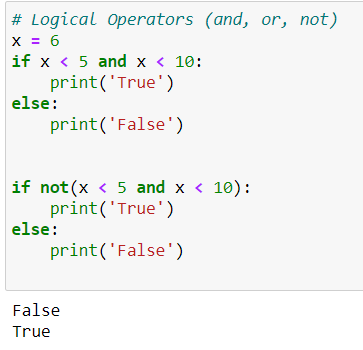 # Logical Operators (and, or, not)
x = 6
if x < 5 and x < 10:
    print('True')
else:
    print('False')
if not(x < 5 and x < 10):
    print('True')
else:
    print('False')
False
True